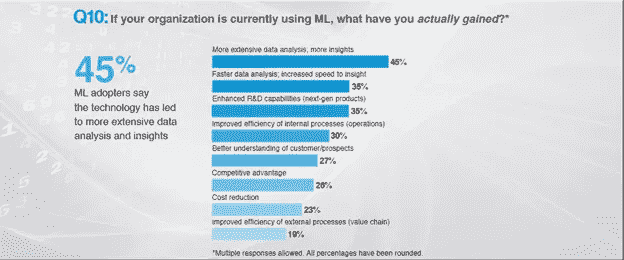 Q10: If your organization is currently using ML, what have you actually gained?*
45%
ML adopters say
the technology has led
to more extensive data
analysis and insights
More extensive data analysis; more insights
45%
Faster data analysis; increased speed to insight
35%
Enhanced R&D capabilities (next-gen products)
35%
Improved efficiency of internal processes (operations)
30%
Better understanding of customer/prospects
27%
Competitive advantage
26%
Cost reduction
23%
Improved efficiency of external processes (value chain)
19%
*Multiple responses allowed. All percentages have been rounded